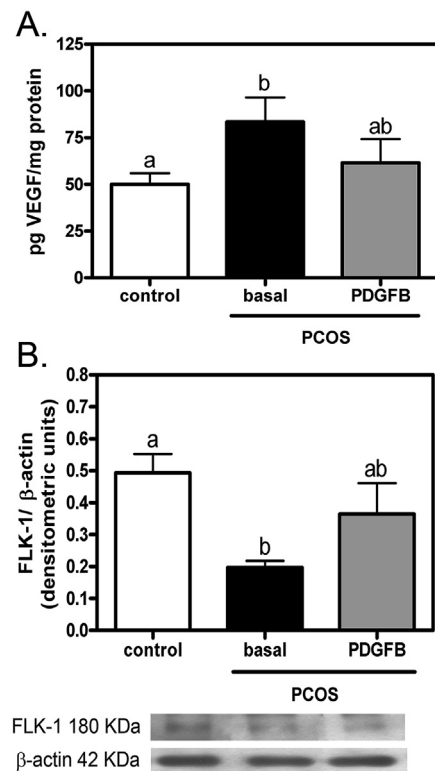 A.
pg VEGF/mg protein
125
100
75
50
25
0
a
b
ab
control basal PDGFB
PCOS
B.
FLK-1/ β-actin
(densitometric units)
0.8
0.7
0.6
0.5
0.4
0.3
0.2
0.1
0.0
a
b
ab
control basal PDGFB
PCOS
FLK-1 180 KDa
β-actin 42 KDa